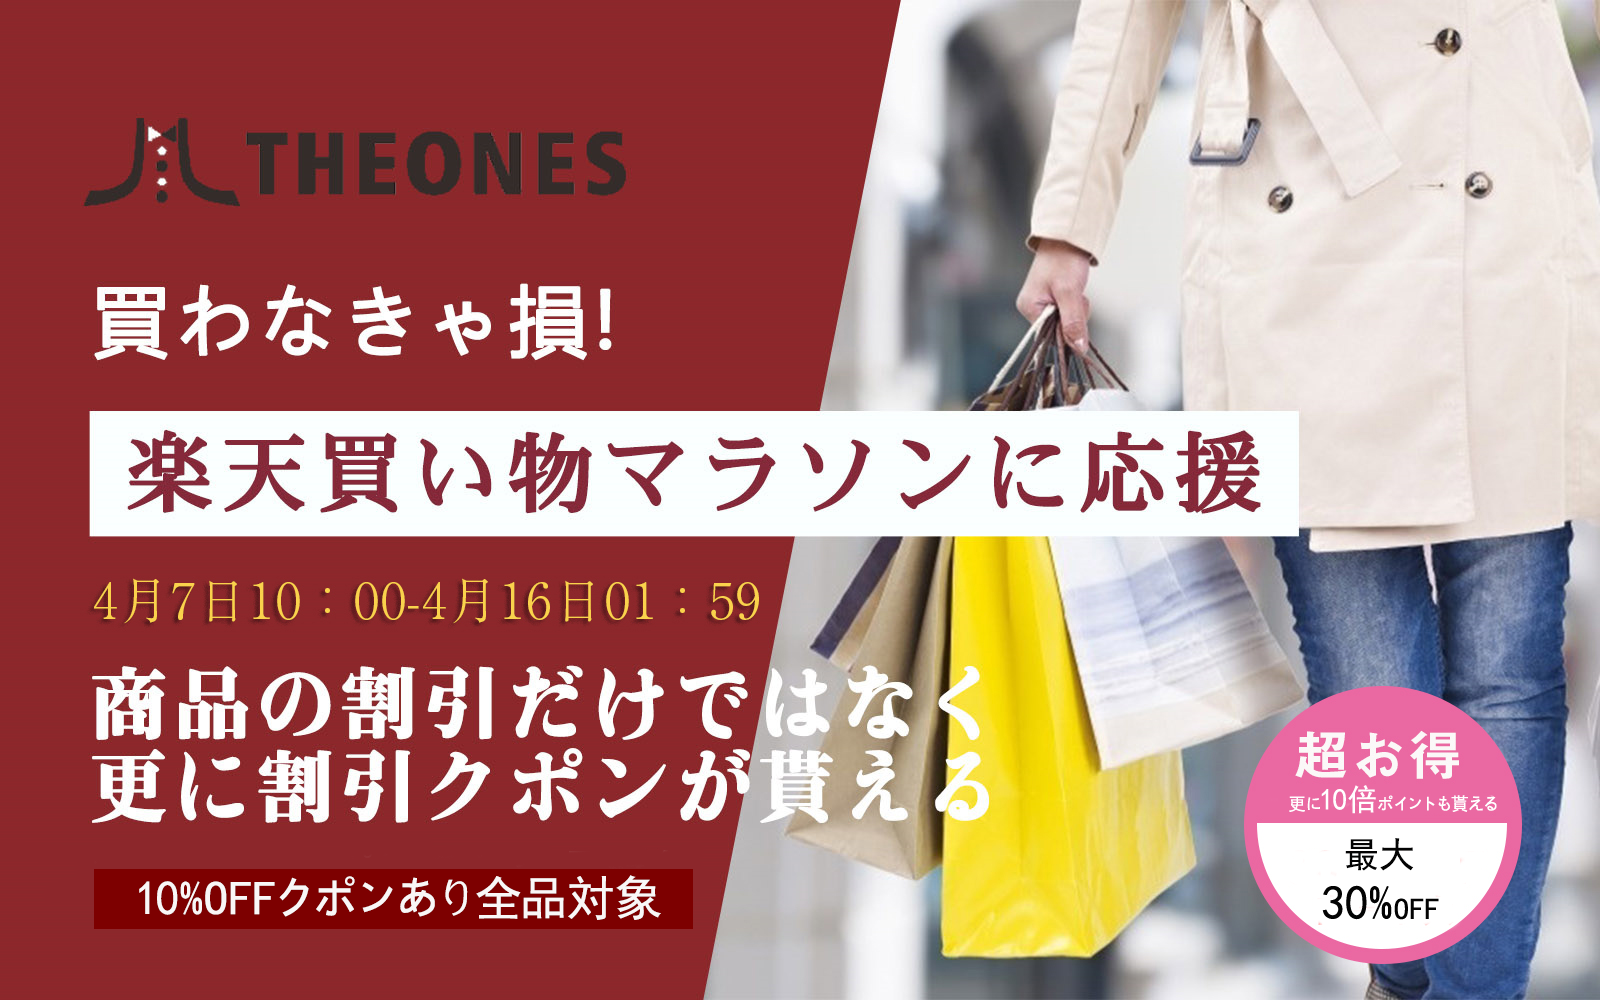 THEONES
買わなきゃ損!
楽天買い物マラソンに応援
4月7日10：00-4月16日01：59
商品の割引だけではなく
更に割引クポンが貰える
10%OFFクポンあり全品対象
超お得
更に10倍ポイントも貰える
最大
30%OFF